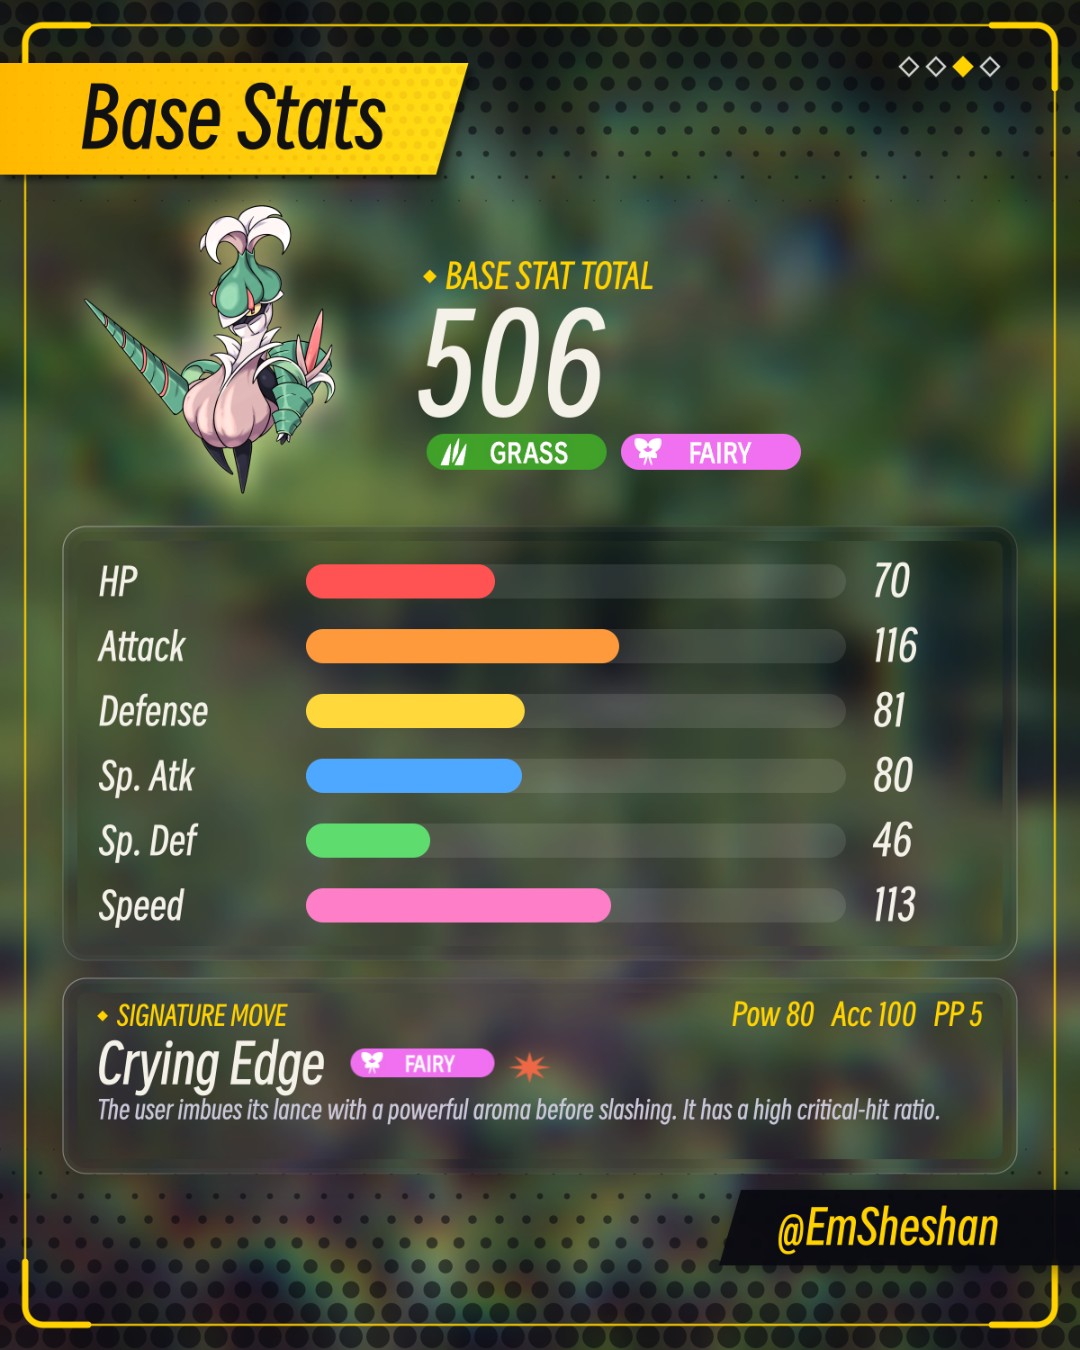 Base Stats
BASE STAT TOTAL
506
GRASS FAIRY
HP 70
Attack 116
Defense 81
Sp. Atk 80
Sp. Def 46
Speed 113
SIGNATURE MOVE Pow 80 Acc 100 PP 5
Crying Edge FAIRY
The user imbues its lance with a powerful aroma before slashing. It has a high critical-hit ratio.
@EmSheshan